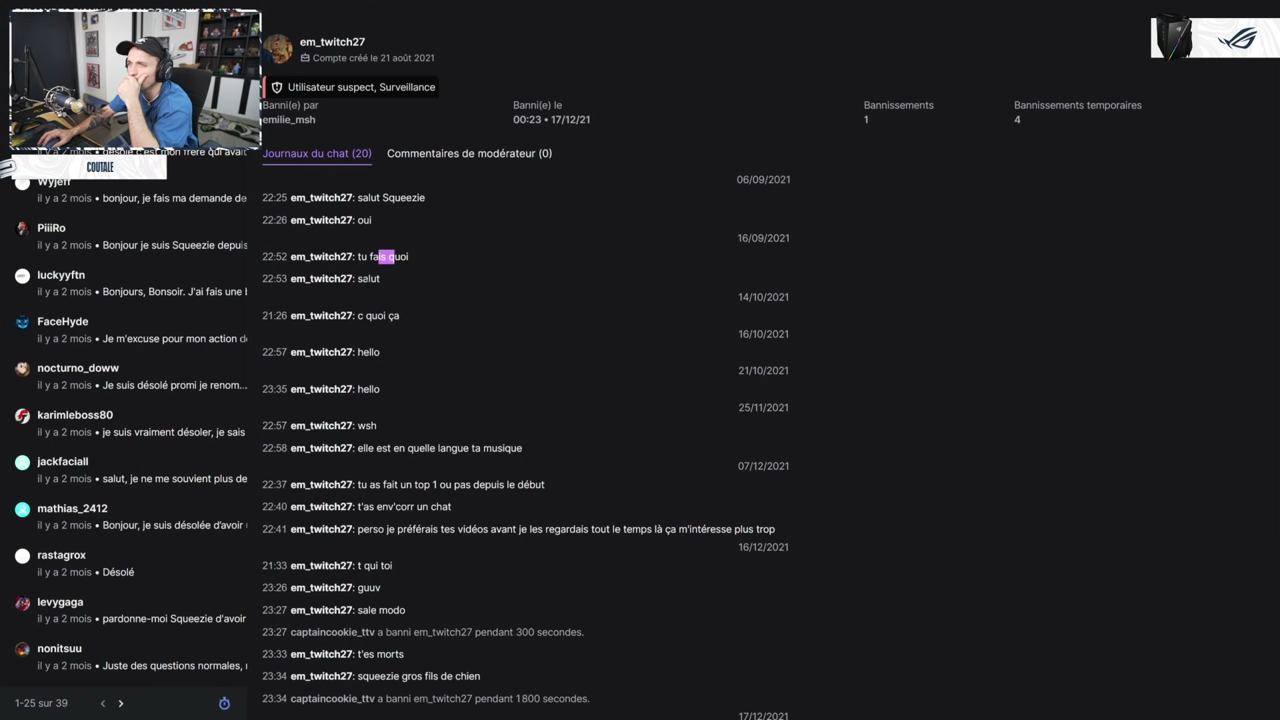 em_twitch27
Compte créé le 21 août 2021
Utilisateur suspect, Surveillance
Banni(e) par
emilie_msh
Banni(e) le
00:23 • 17/12/21
Bannissements
1
Bannissements temporaires
4
Journaux du chat (20)
Commentaires de modérateur (0)
06/09/2021
22:25 em_twitch27: salut Squeezie
22:26 em_twitch27: oui
16/09/2021
22:52 em_twitch27: tu fais quoi
22:53 em_twitch27: salut
14/10/2021
21:26 em_twitch27: c quoi ça
16/10/2021
22:57 em_twitch27: hello
21/10/2021
23:35 em_twitch27: hello
25/11/2021
22:57 em_twitch27: wsh
22:58 em_twitch27: elle est en quelle langue ta musique
07/12/2021
22:37 em_twitch27: tu as fait un top 1 ou pas depuis le début
22:40 em_twitch27: t'as env'corr un chat
22:41 em_twitch27: perso je préférais tes vidéos avant je les regardais tout le temps là ça m'intéresse plus trop
16/12/2021
21:33 em_twitch27: t qui toi
23:26 em_twitch27: guuv
23:27 em_twitch27: sale modo
23:27 captaincookie_ttv a banni em_twitch27 pendant 300 secondes.
23:33 em_twitch27: t'es morts
23:34 em_twitch27: squeezie gros fils de chien
23:34 captaincookie_ttv a banni em_twitch27 pendant 1800 secondes.
17/12/2021
COUTALE
Wyjeff
il y a 2 mois • bonjour, je fais ma demande de
PiiiRo
il y a 2 mois • Bonjour je suis Squeezie depuis
luckyyftn
il y a 2 mois • Bonjours, Bonsoir. J'ai fais une b
FaceHyde
il y a 2 mois • Je m'excuse pour mon action d
nocturno_doww
il y a 2 mois • Je suis désolé promi je renom...
karimleboss80
il y a 2 mois • je suis vraiment désoler, je sais
jackfaciall
il y a 2 mois • salut, je ne me souvient plus de
mathias_2412
il y a 2 mois • Bonjour, je suis désolée d'avoir
rastagrox
il y a 2 mois • Désolé
levygaga
il y a 2 mois • pardonne-moi Squeezie d'avoir
nonitsuu
il y a 2 mois • Juste des questions normales,
1-25 sur 39